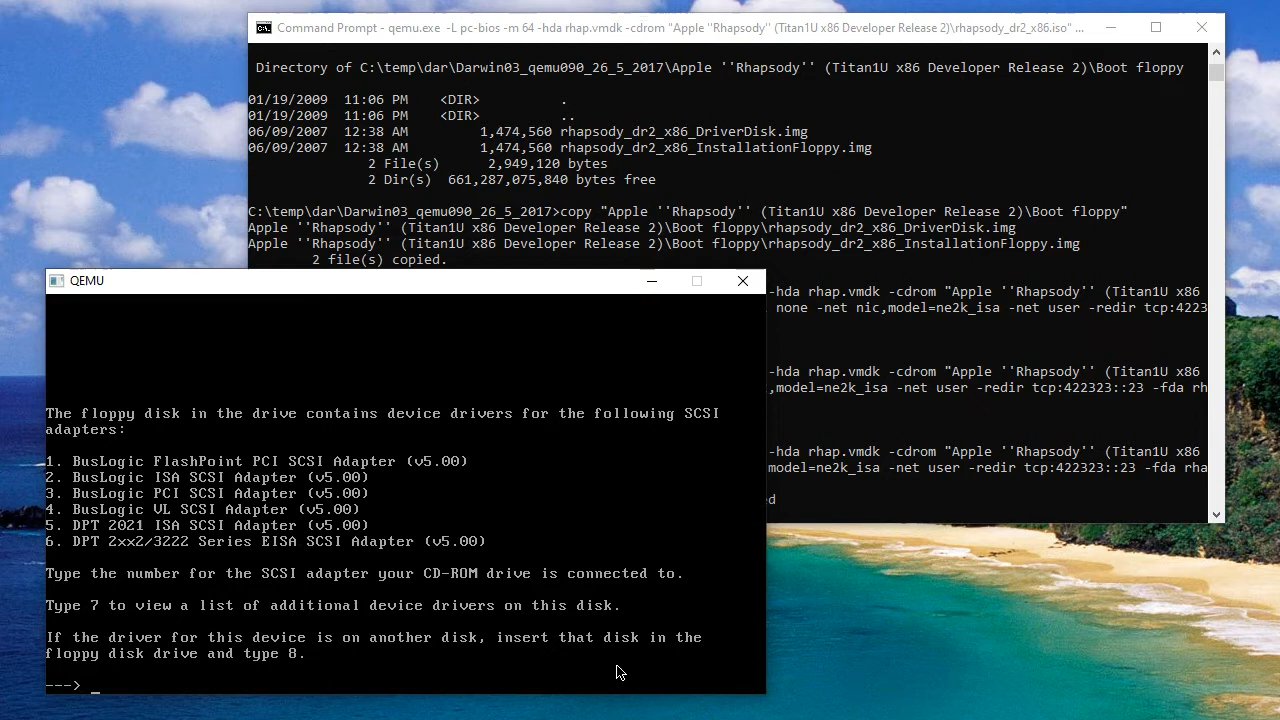 Command Prompt - qemu.exe  -L pc-bios -m 64 -hda rhap.vmdk -cdrom "Apple ''Rhapsody'' (Titan1U x86 Developer Release 2)\rhapsody_dr2_x86.iso" ...
Directory of C:\temp\dar\Darwin03_qemu090_26_5_2017\Apple ''Rhapsody'' (Titan1U x86 Developer Release 2)\Boot floppy
01/19/2009  11:06 PM    <DIR>          .
01/19/2009  11:06 PM    <DIR>          ..
06/09/2007  12:38 AM         1,474,560 rhapsody_dr2_x86_DriverDisk.img
06/09/2007  12:38 AM         1,474,560 rhapsody_dr2_x86_InstallationFloppy.img
2 File(s)      2,949,120 bytes
2 Dir(s)  661,287,075,840 bytes free
C:\temp\dar\Darwin03_qemu090_26_5_2017>copy "Apple ''Rhapsody'' (Titan1U x86 Developer Release 2)\Boot floppy"
Apple ''Rhapsody'' (Titan1U x86 Developer Release 2)\Boot floppy\rhapsody_dr2_x86_DriverDisk.img
Apple ''Rhapsody'' (Titan1U x86 Developer Release 2)\Boot floppy\rhapsody_dr2_x86_InstallationFloppy.img
2 file(s) copied.
-hda rhap.vmdk -cdrom "Apple ''Rhapsody'' (Titan1U x86
none -net nic,model=ne2k_isa -net user -redir tcp:4223
-hda rhap.vmdk -cdrom "Apple ''Rhapsody'' (Titan1U x86
,model=ne2k_isa -net user -redir tcp:422323::23 -fda rh
-hda rhap.vmdk -cdrom "Apple ''Rhapsody'' (Titan1U x86
model=ne2k_isa -net user -redir tcp:422323::23 -fda rha
d
QEMU
The floppy disk in the drive contains device drivers for the following SCSI
adapters:
1. BusLogic FlashPoint PCI SCSI Adapter (v5.00)
2. BusLogic ISA SCSI Adapter (v5.00)
3. BusLogic PCI SCSI Adapter (v5.00)
4. BusLogic VL SCSI Adapter (v5.00)
5. DPT 2021 ISA SCSI Adapter (v5.00)
6. DPT 2xx2/3222 Series EISA SCSI Adapter (v5.00)
Type the number for the SCSI adapter your CD-ROM drive is connected to.
Type 7 to view a list of additional device drivers on this disk.
If the driver for this device is on another disk, insert that disk in the
floppy disk drive and type 8.
---> _